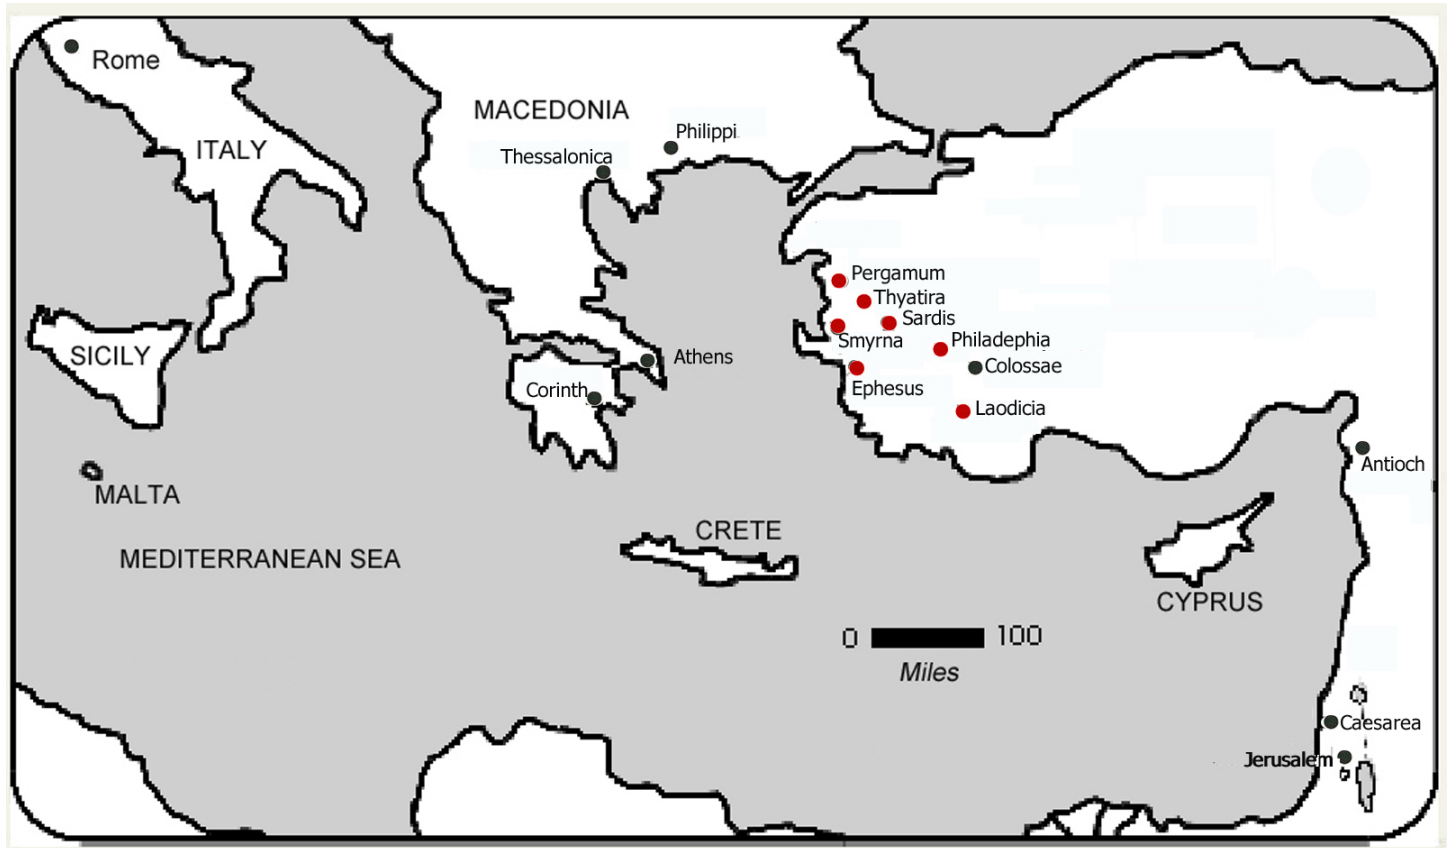 Rome
MACEDONIA
Philippi
ITALY
Thessalonica
Pergamum
Thyatira
Sardis
Smyrna
Philadephia
SICILY
Athens
Colossae
Ephesus
Corinth
Laodicia
Antioch
MALTA
CRETE
MEDITERRANEAN SEA
CYPRUS
0 100
Miles
Caesarea
Jerusalem